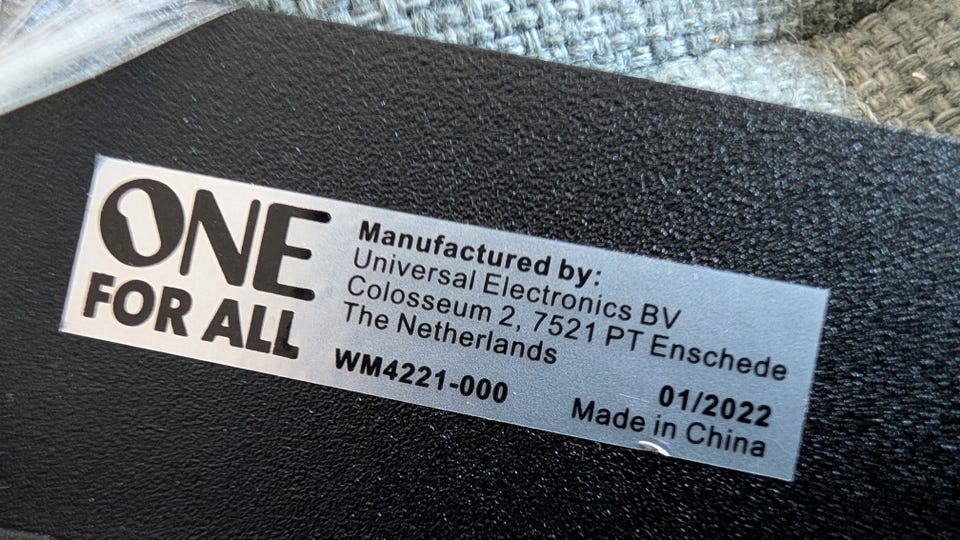 ONE
FOR ALL
Manufactured by:
Universal Electronics BV
Colosseum 2, 7521 PT Enschede
The Netherlands
WM4221-000
01/2022
Made in China